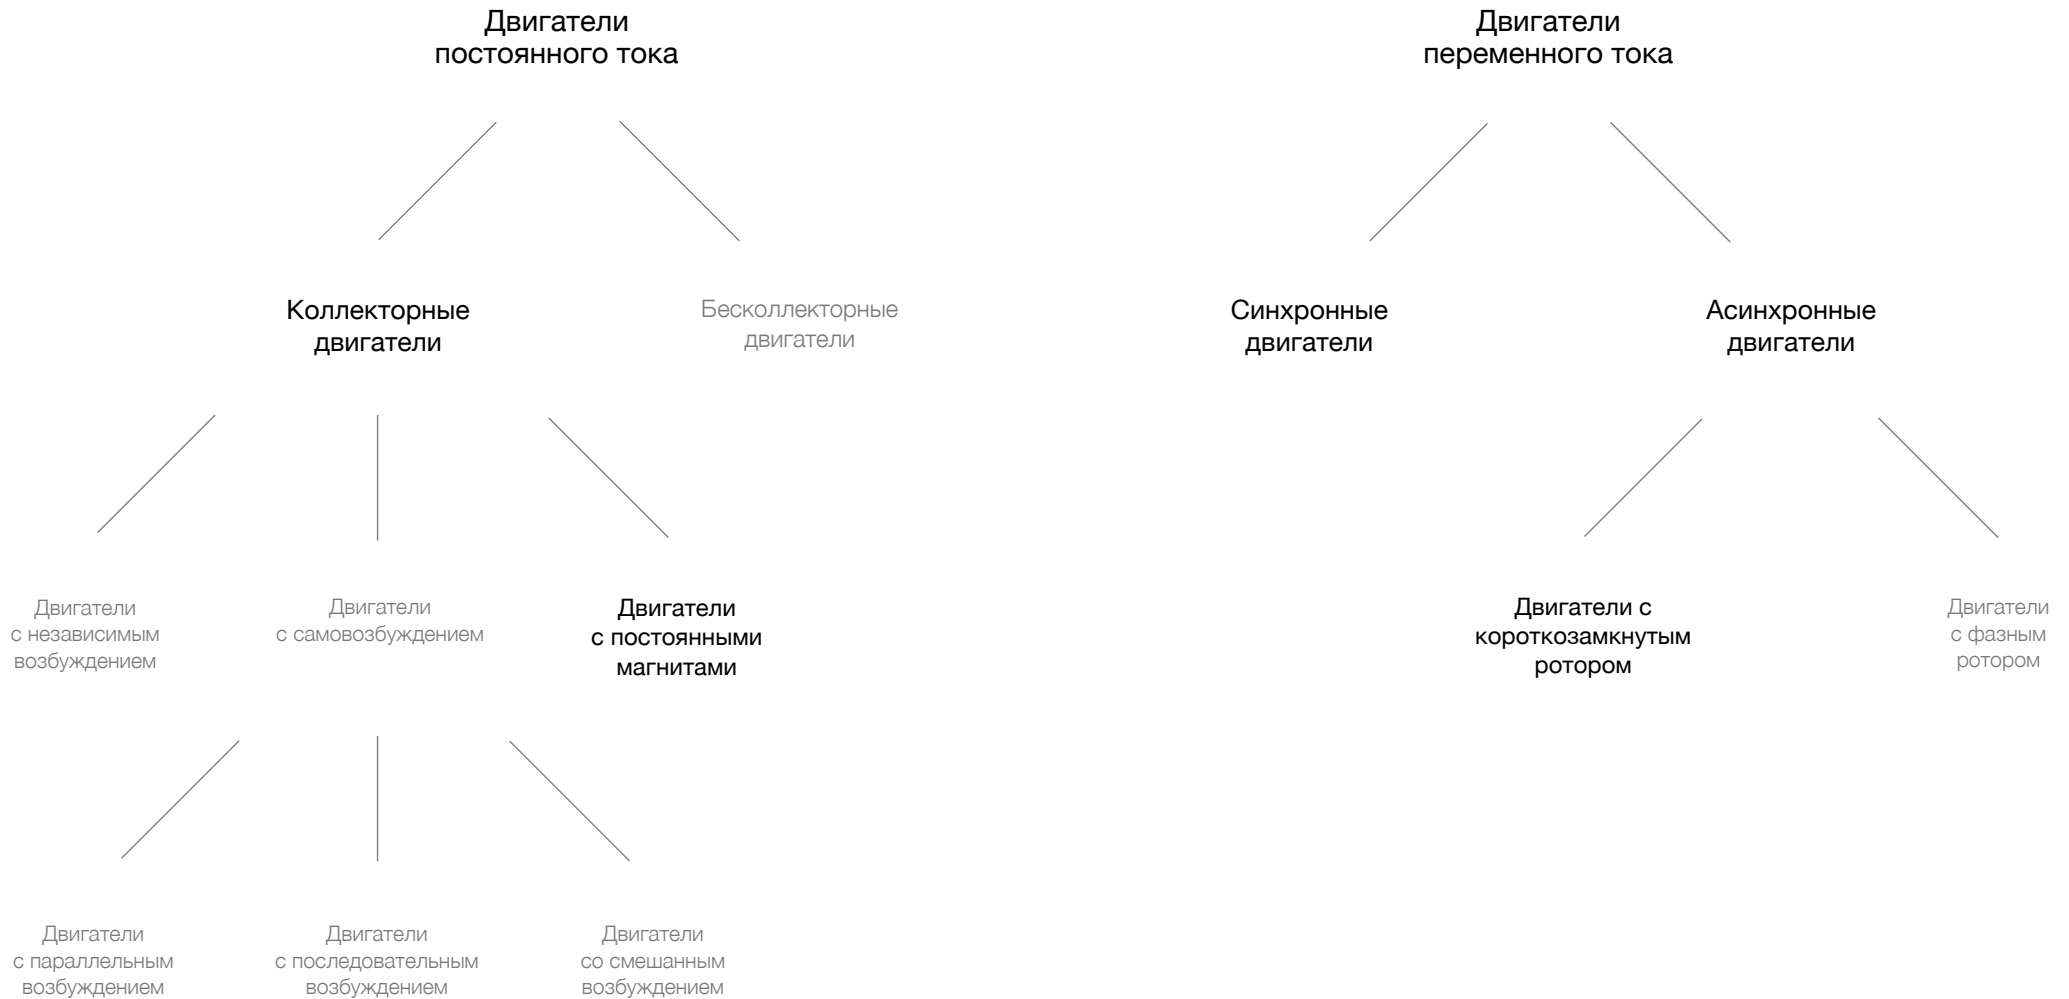 Двигатели
постоянного тока
Двигатели
переменного тока
Коллекторные
двигатели
Бесколлекторные
двигатели
Синхронные
двигатели
Асинхронные
двигатели
Двигатели
с независимым
возбуждением
Двигатели
с самовозбуждением
Двигатели
с постоянными
магнитами
Двигатели с
короткозамкнутым
ротором
Двигатели
с фазным
ротором
Двигатели
с параллельным
возбуждением
Двигатели
с последовательным
возбуждением
Двигатели
со смешанным
возбуждением